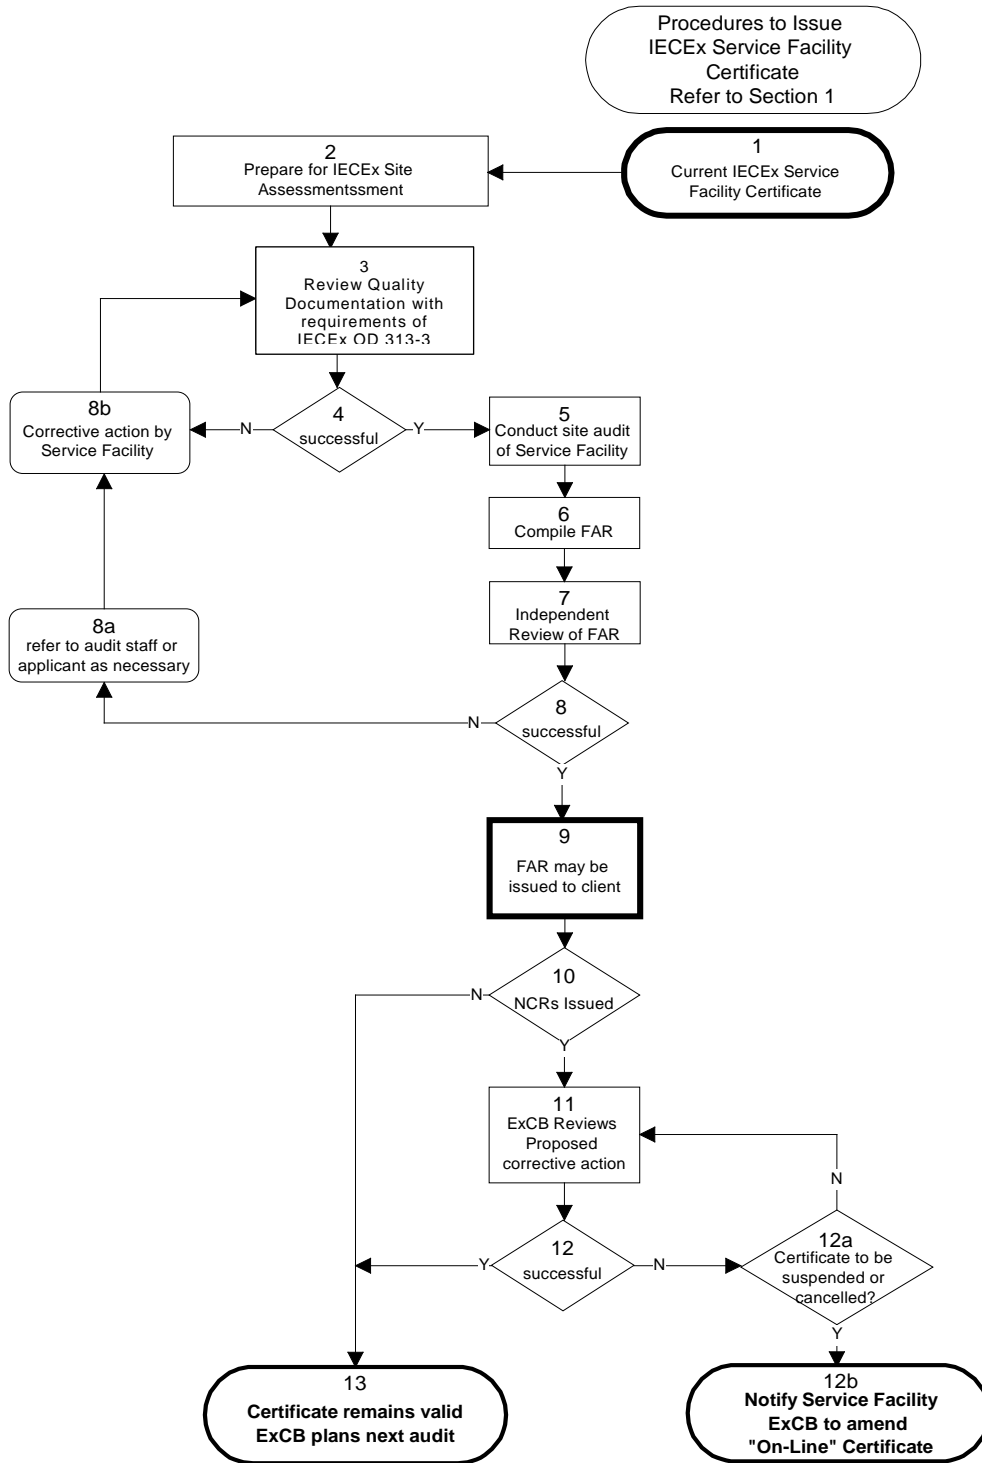 Procedures to Issue
IECEx Service Facility
Certificate
Refer to Section 1
1
Current IECEx Service
Facility Certificate
2
Prepare for IECEx Site
Assessmentssment
3
Review Quality
Documentation with
requirements of
IECEx OD 313-3
4
successful
N
Y
8b
Corrective action by
Service Facility
5
Conduct site audit
of Service Facility
6
Compile FAR
7
Independent
Review of FAR
8a
refer to audit staff or
applicant as necessary
8
successful
N
Y
9
FAR may be
issued to client
10
NCRs Issued
N
Y
11
ExCB Reviews
Proposed
corrective action
N
12
successful
Y
N
12a
Certificate to be
suspended or
cancelled?
Y
13
Certificate remains valid
ExCB plans next audit
12b
Notify Service Facility
ExCB to amend
"On-Line" Certificate